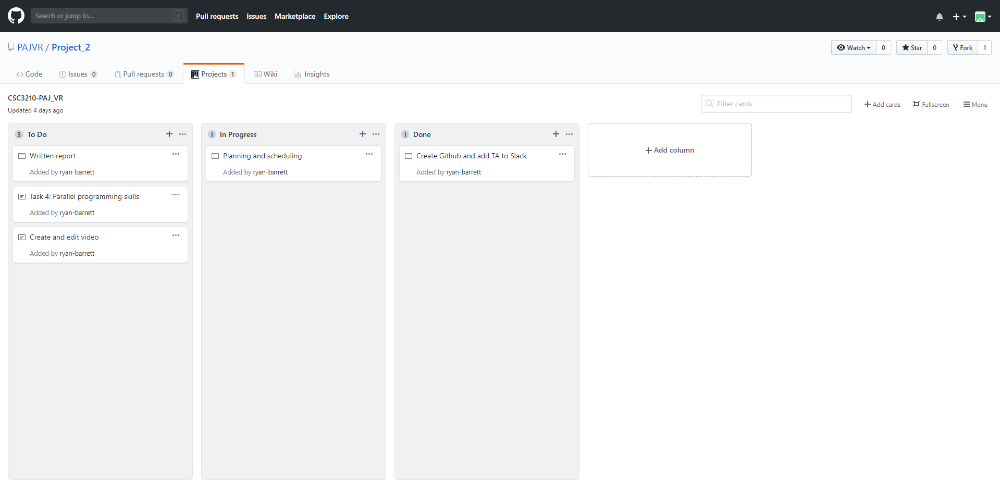 Search or jump to... /
Pull requests Issues Marketplace Explore
PAJVR / Project_2
Watch 0 Star 0 Fork 1
Code Issues 0 Pull requests 0 Projects 1 Wiki Insights
CSC3210-PAJ_VR
Updated 4 days ago
Filter cards
Add cards Fullscreen Menu
3 To Do
Written report
Added by ryan-barrett
Task 4: Parallel programming skills
Added by ryan-barrett
Create and edit video
Added by ryan-barrett
1 In Progress
Planning and scheduling
Added by ryan-barrett
1 Done
Create Github and add TA to Slack
Added by ryan-barrett
Add column